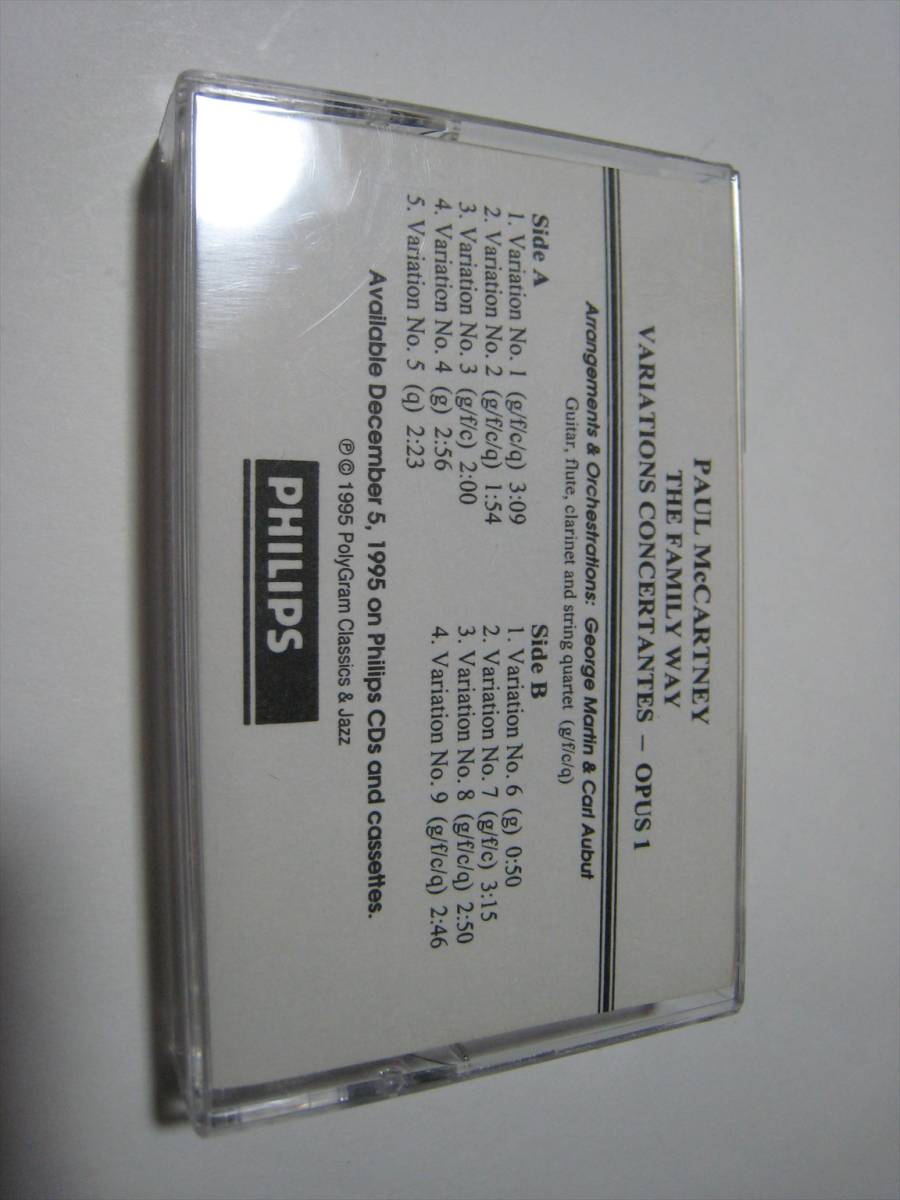 PAUL McCARTNEY
THE FAMILY WAY
VARIATIONS CONCERTANTES – OPUS 1
Arrangements & Orchestrations: George Martin & Carl Aubut
Guitar, flute, clarinet and string quartet (g/f/c/q)
Side A
1. Variation No. 1 (g/f/c/q) 3:09
2. Variation No. 2 (g/f/c/q) 1:54
3. Variation No. 3 (g/f/c) 2:00
4. Variation No. 4 (g) 2:56
5. Variation No. 5 (q) 2:23
Side B
1. Variation No. 6 (g) 0:50
2. Variation No. 7 (g/f/c) 3:15
3. Variation No. 8 (g/f/c/q) 2:50
4. Variation No. 9 (g/f/c/q) 2:46
Available December 5, 1995 on Philips CDs and cassettes.
℗ © 1995 PolyGram Classics & Jazz
PHILIPS